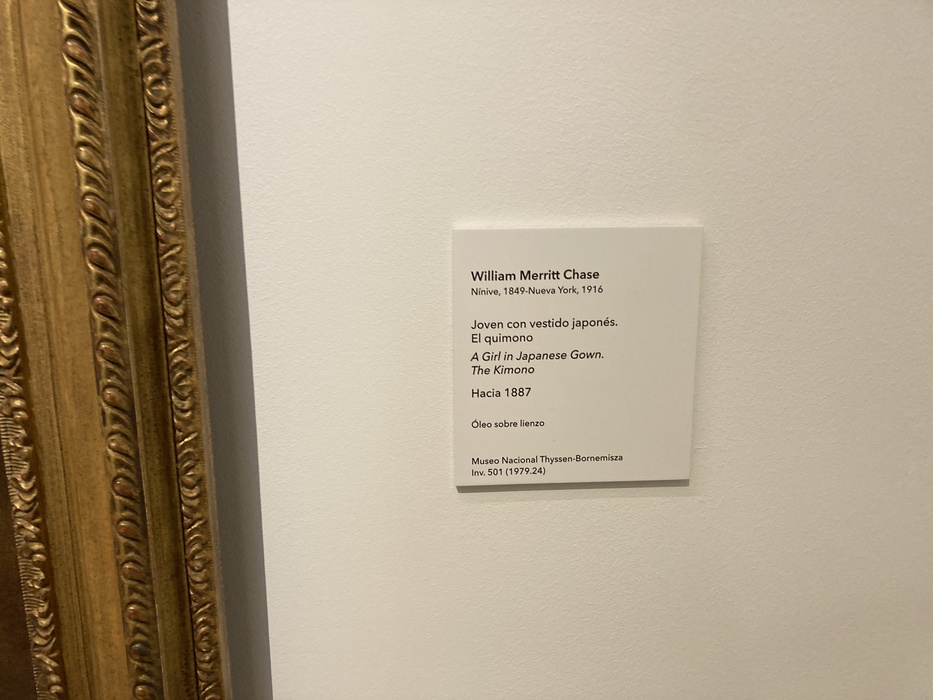 William Merritt Chase
Nínive, 1849-Nueva York, 1916
Joven con vestido japonés.
El quimono
A Girl in Japanese Gown.
The Kimono
Hacia 1887
Óleo sobre lienzo
Museo Nacional Thyssen-Bornemisza
Inv. 501 (1979.24)